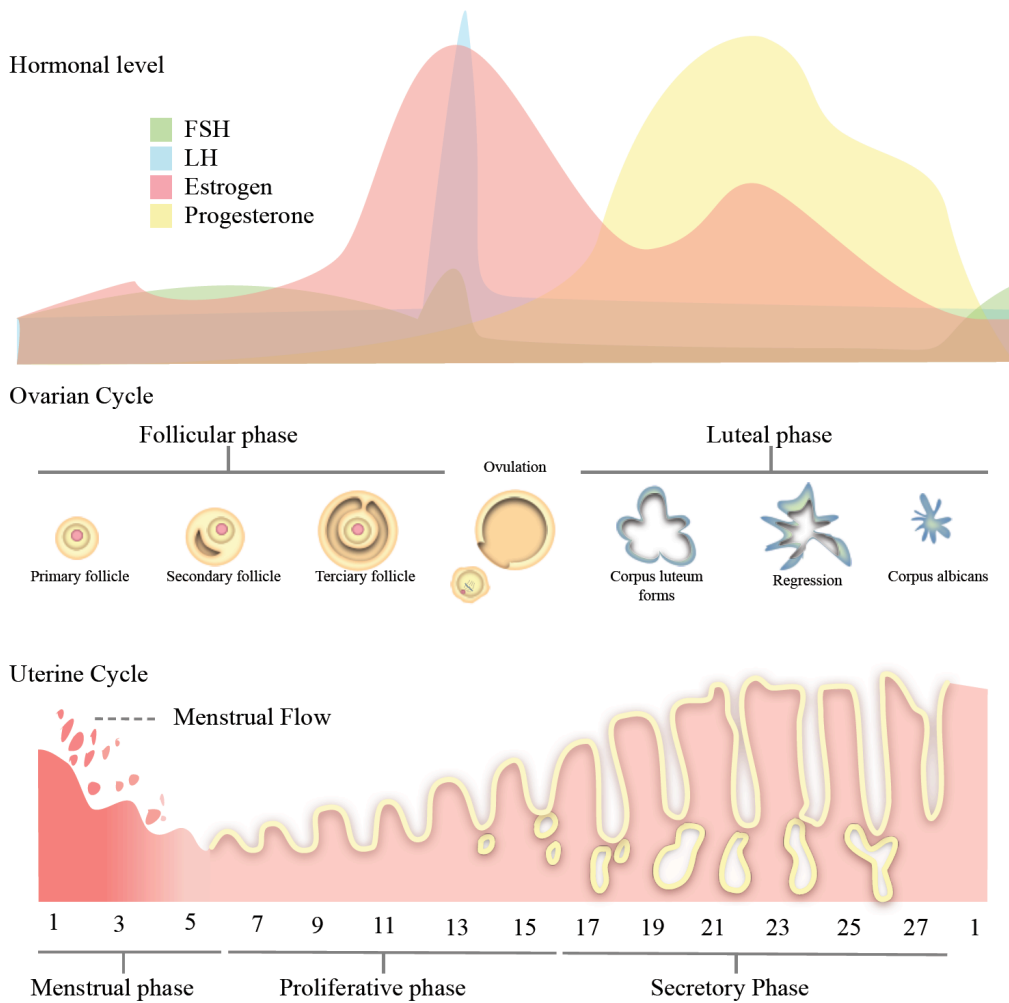 Hormonal level
FSH
LH
Estrogen
Progesterone
Ovarian Cycle
Follicular phase
Luteal phase
Ovulation
Primary follicle
Secondary follicle
Terciary follicle
Corpus luteum
forms
Regression
Corpus albicans
Uterine Cycle
Menstrual Flow
1 3 5 7 9 11 13 15 17 19 21 23 25 27 1
Menstrual phase
Proliferative phase
Secretory Phase